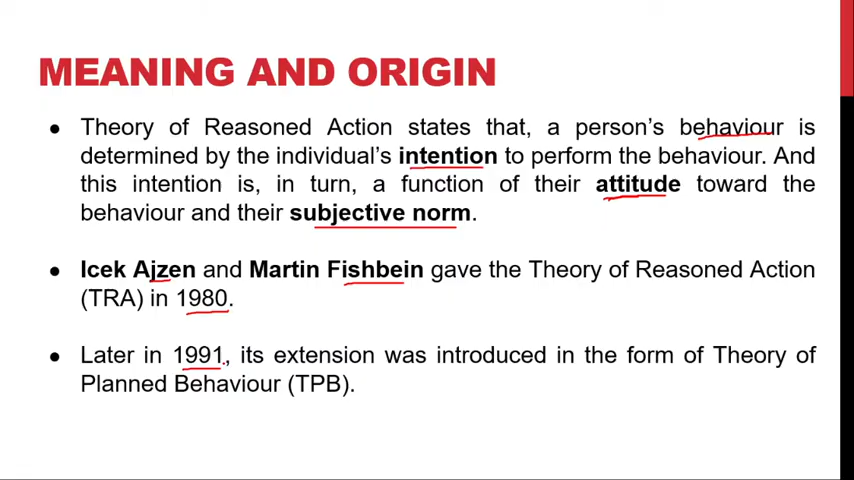 MEANING AND ORIGIN
● Theory of Reasoned Action states that, a person's behaviour is
determined by the individual's intention to perform the behaviour. And
this intention is, in turn, a function of their attitude toward the
behaviour and their subjective norm.
● Icek Ajzen and Martin Fishbein gave the Theory of Reasoned Action
(TRA) in 1980.
● Later in 1991, its extension was introduced in the form of Theory of
Planned Behaviour (TPB).